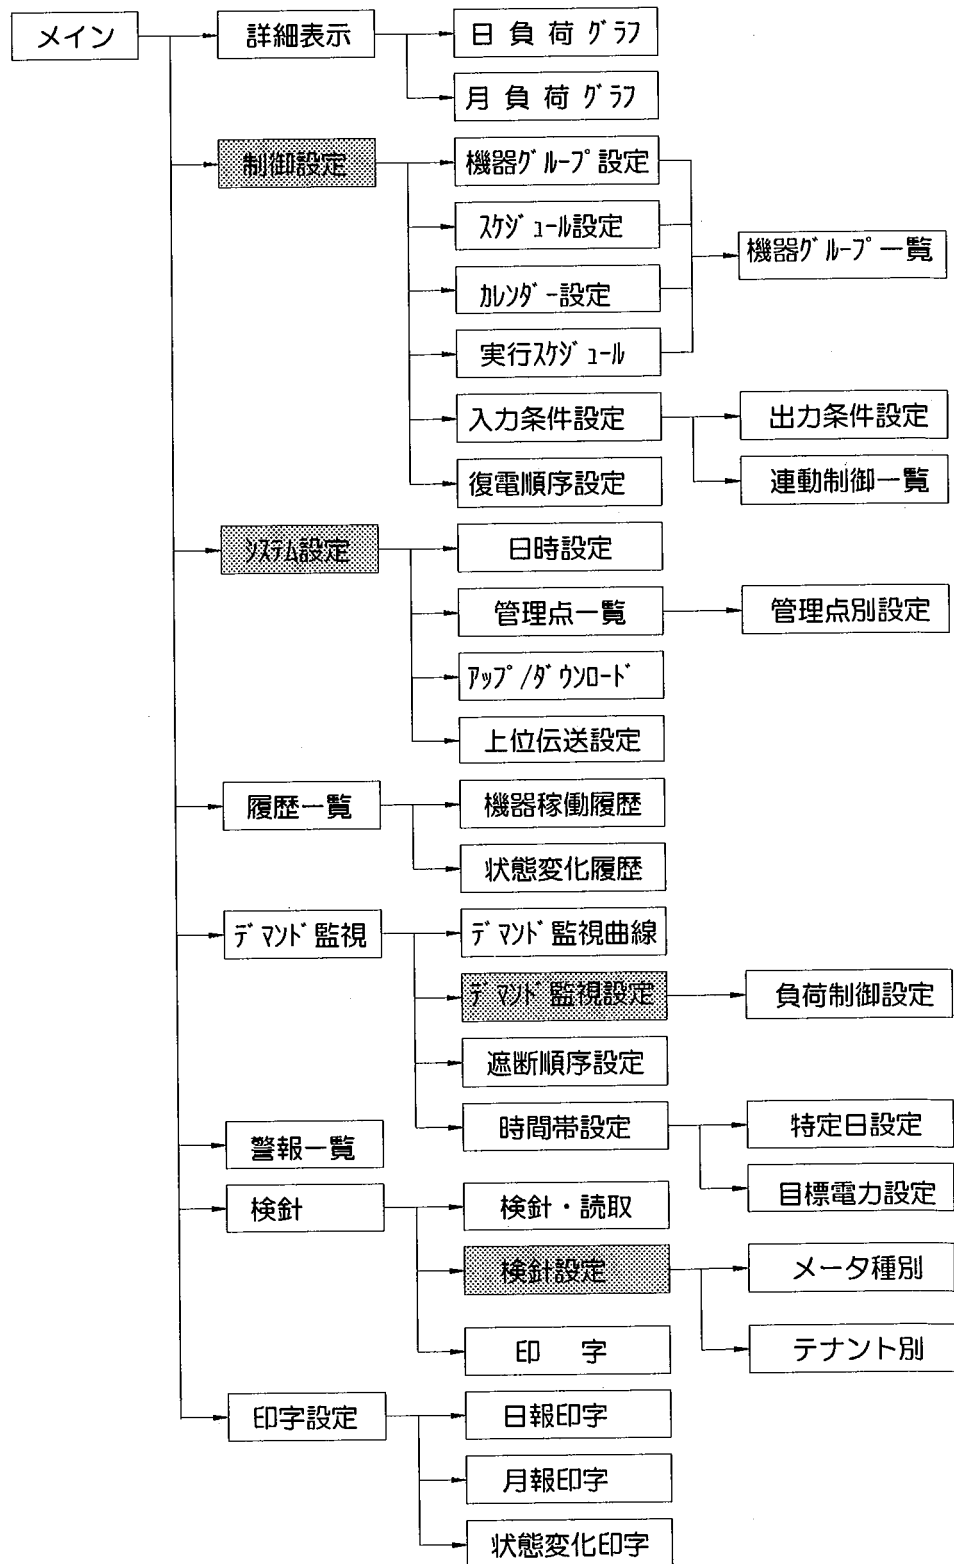 メイン
詳細表示
日負荷グラフ
月負荷グラフ
制御設定
機器グループ設定
スケジュール設定
カレンダー設定
実行スケジュール
機器グループ一覧
入力条件設定
出力条件設定
連動制御一覧
復電順序設定
システム設定
日時設定
管理点一覧
管理点別設定
アップ/ダウンロード
上位伝送設定
履歴一覧
機器稼働履歴
状態変化履歴
デマンド監視
デマンド監視曲線
デマンド監視設定
負荷制御設定
遮断順序設定
時間帯設定
特定日設定
目標電力設定
警報一覧
検針
検針・読取
検針設定
メータ種別
テナント別
印 字
印字設定
日報印字
月報印字
状態変化印字